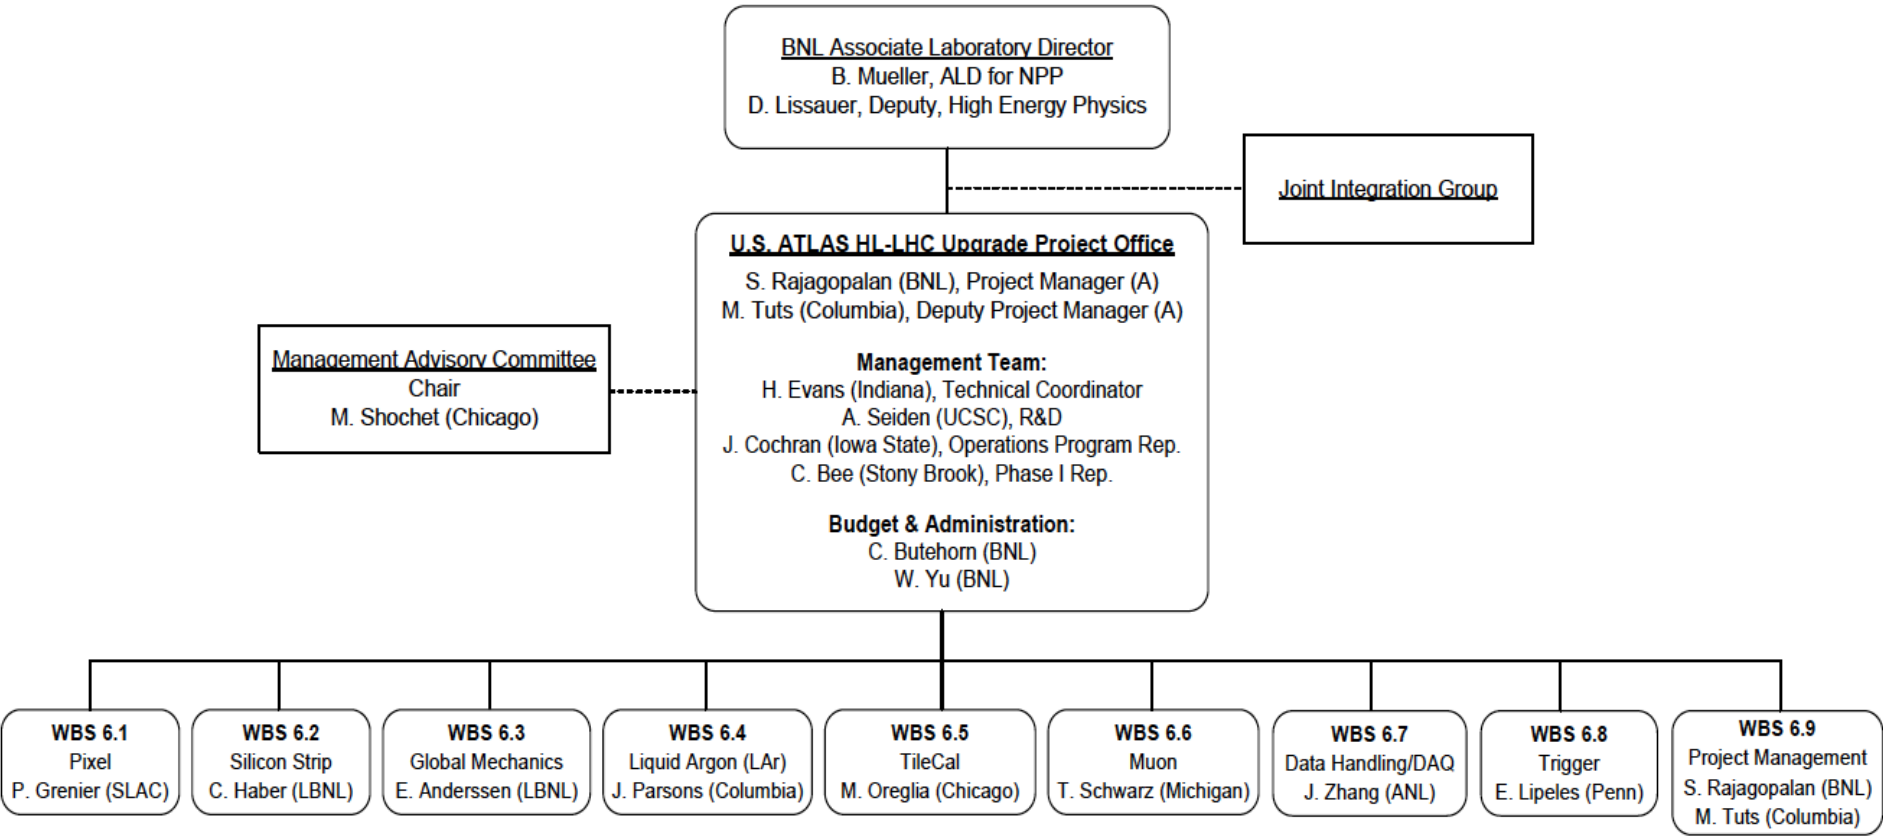 BNL Associate Laboratory Director
B. Mueller, ALD for NPP
D. Lissauer, Deputy, High Energy Physics
Joint Integration Group
U.S. ATLAS HL-LHC Upgrade Project Office
S. Rajagopalan (BNL), Project Manager (A)
M. Tuts (Columbia), Deputy Project Manager (A)
Management Team:
H. Evans (Indiana), Technical Coordinator
A. Seiden (UCSC), R&D
J. Cochran (Iowa State), Operations Program Rep.
C. Bee (Stony Brook), Phase I Rep.
Budget & Administration:
C. Butehorn (BNL)
W. Yu (BNL)
Management Advisory Committee
Chair
M. Shochet (Chicago)
WBS 6.1
Pixel
P. Grenier (SLAC)
WBS 6.2
Silicon Strip
C. Haber (LBNL)
WBS 6.3
Global Mechanics
E. Anderssen (LBNL)
WBS 6.4
Liquid Argon (LAr)
J. Parsons (Columbia)
WBS 6.5
TileCal
M. Oreglia (Chicago)
WBS 6.6
Muon
T. Schwarz (Michigan)
WBS 6.7
Data Handling/DAQ
J. Zhang (ANL)
WBS 6.8
Trigger
E. Lipeles (Penn)
WBS 6.9
Project Management
S. Rajagopalan (BNL)
M. Tuts (Columbia)